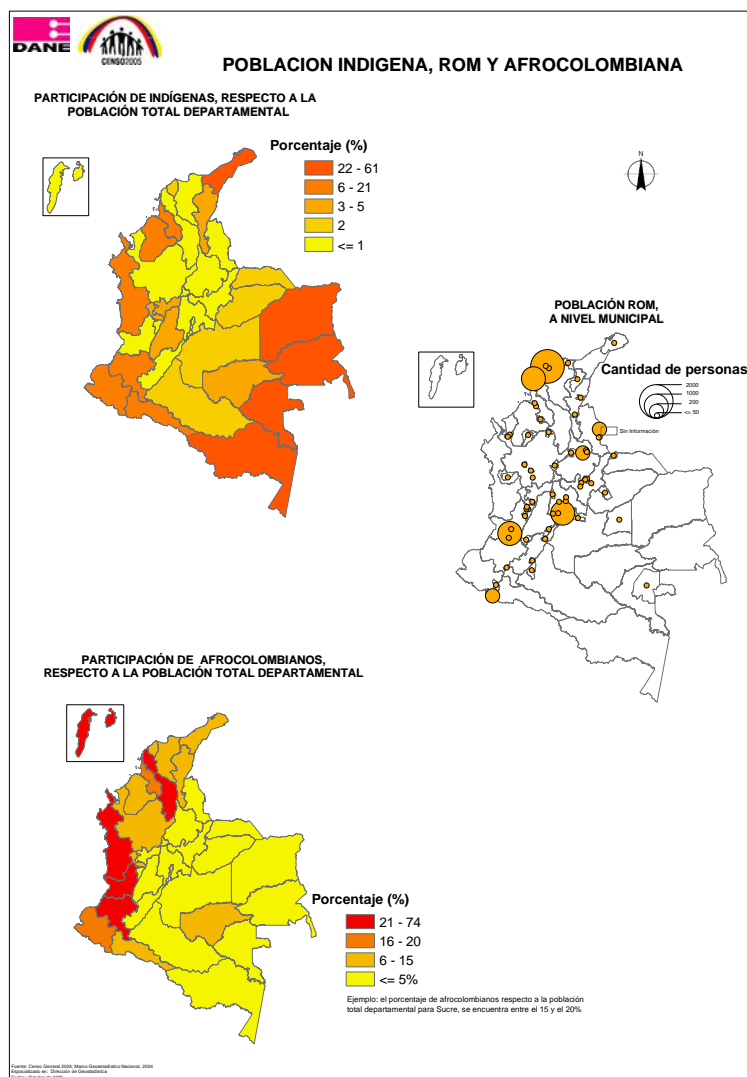 DANE
CENSO2005
POBLACION INDIGENA, ROM Y AFROCOLOMBIANA
PARTICIPACIÓN DE INDÍGENAS, RESPECTO A LA
POBLACIÓN TOTAL DEPARTAMENTAL
Porcentaje (%)
22 - 61
6 - 21
3 - 5
2
<= 1
N
POBLACIÓN ROM,
A NIVEL MUNICIPAL
Cantidad de personas
2000
1000
200
<= 50
Sin Información
PARTICIPACIÓN DE AFROCOLOMBIANOS,
RESPECTO A LA POBLACIÓN TOTAL DEPARTAMENTAL
Porcentaje (%)
21 - 74
16 - 20
6 - 15
<= 5%
Ejemplo: el porcentaje de afrocolombianos respecto a la población
total departamental para Sucre, se encuentra entre el 15 y el 20%
Fuente: Censo General 2005; Marco Geoestadístico Nacional, 2004
Espacializado en: Dirección de Geoestadística